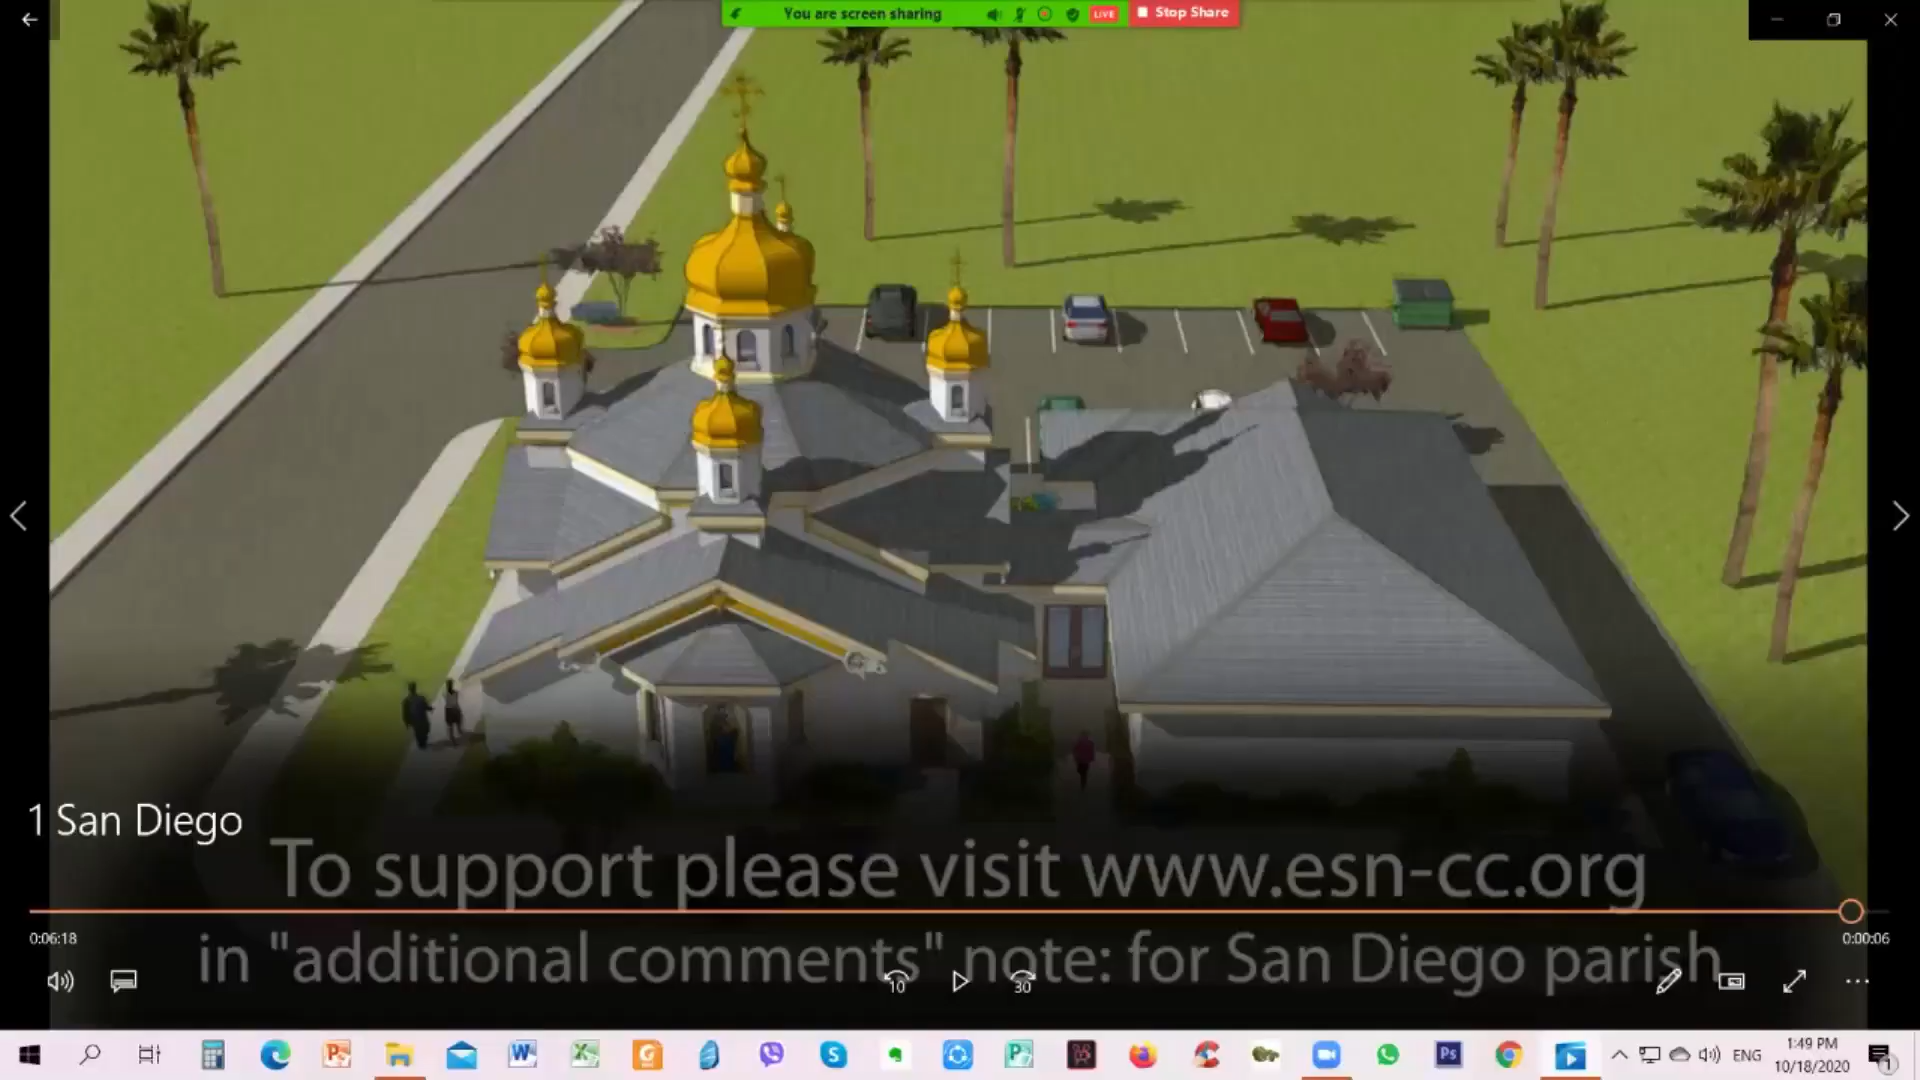 You are screen sharing
LIVE
Stop Share
1 San Diego
To support please visit www.esn-cc.org
0:06:18
0:00:06
in "additional comments" note: for San Diego parish
10
30
ENG
1:49 PM
10/18/2020
1